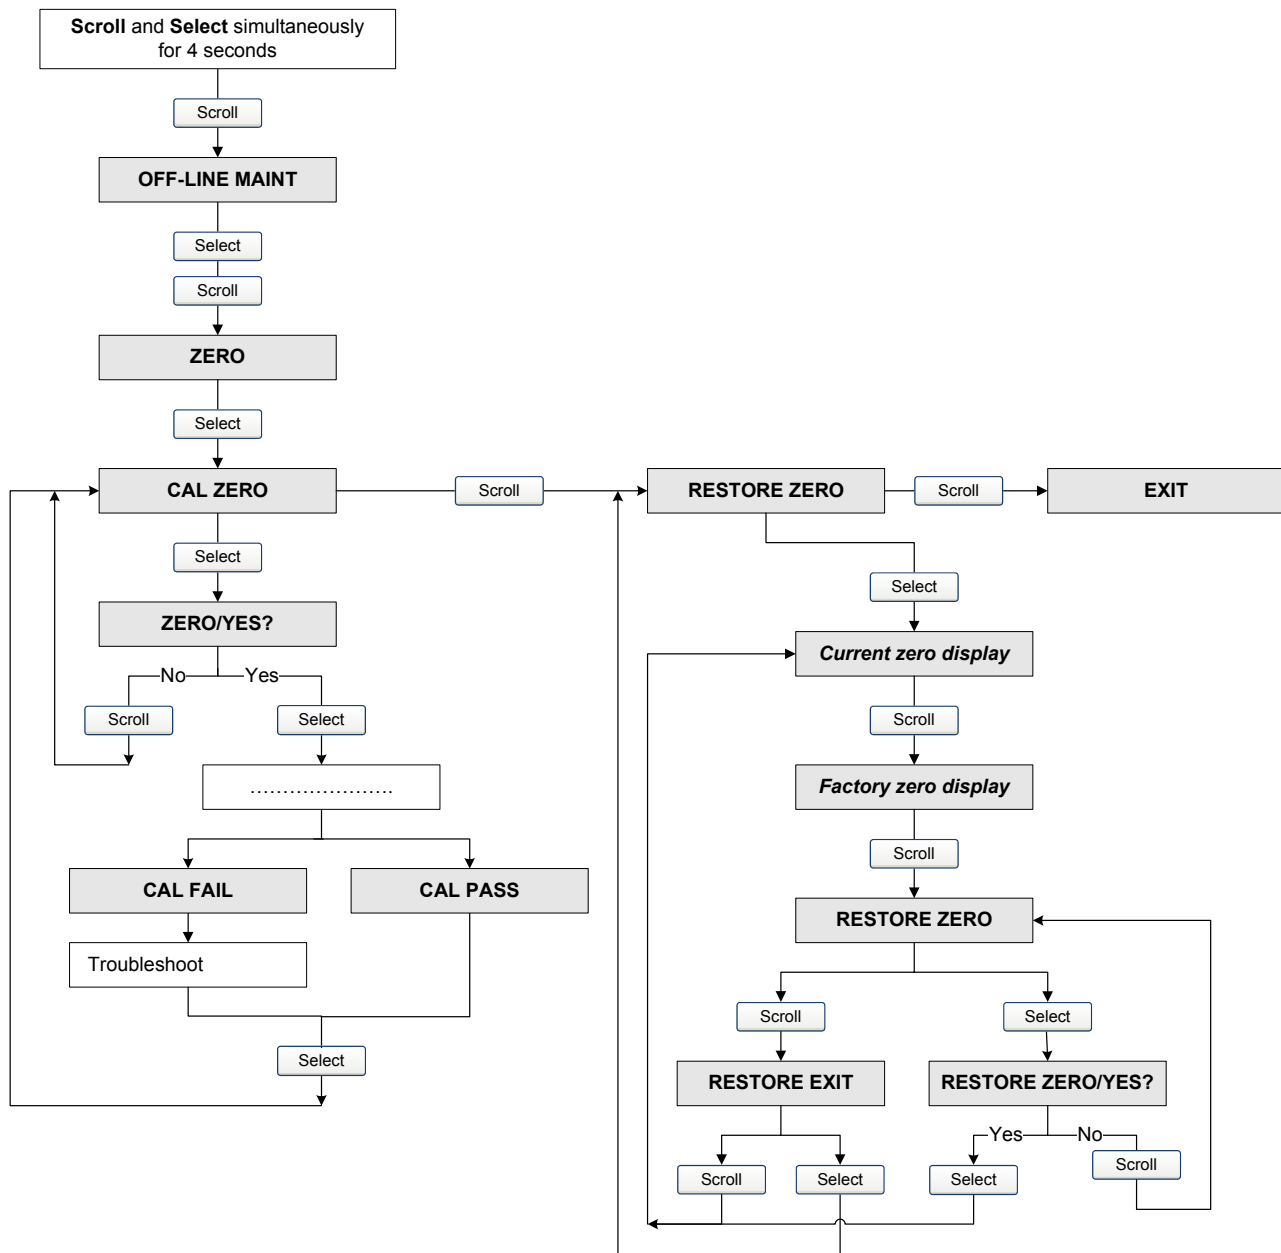 Scroll and Select simultaneously
for 4 seconds
Scroll
OFF-LINE MAINT
Select
Scroll
ZERO
Select
CAL ZERO
Scroll
RESTORE ZERO
Scroll
EXIT
Select
ZERO/YES?
No
Yes
Scroll
Select
......................
CAL FAIL
CAL PASS
Troubleshoot
Select
Select
Current zero display
Scroll
Factory zero display
Scroll
RESTORE ZERO
Scroll
Select
RESTORE EXIT
RESTORE ZERO/YES?
Yes
No
Scroll
Select
Select
Scroll